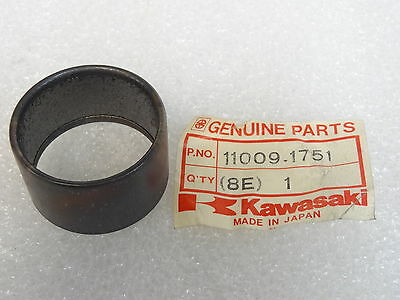 GENUINE PARTS
P.NO. 11009-1751
Q'TY (8E) 1
Kawasaki
MADE IN JAPAN